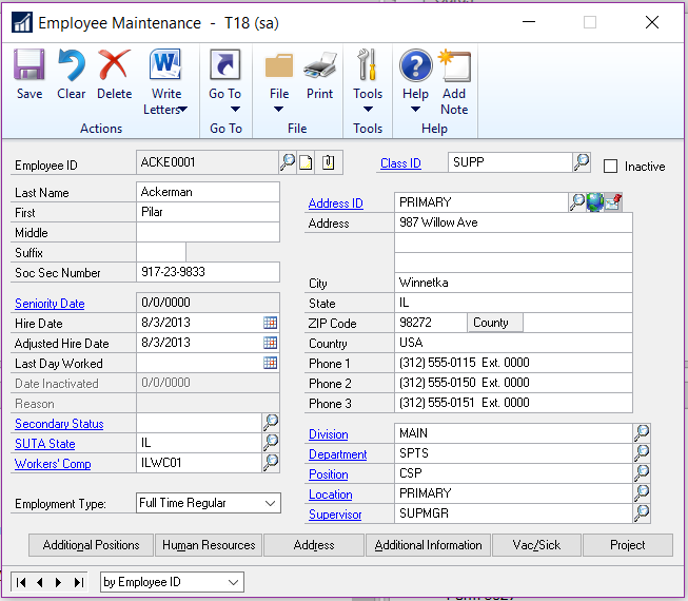 Employee Maintenance - T18 (sa)
Save Clear Delete Write Letters Go To File Print Tools Help Add Note
Actions Go To File Tools Help
Employee ID ACKE0001 Class ID SUPP Inactive
Last Name Ackerman
First Pilar
Middle
Suffix
Soc Sec Number 917-23-9833
Seniority Date 0/0/0000
Hire Date 8/3/2013
Adjusted Hire Date 8/3/2013
Last Day Worked
Date Inactivated 0/0/0000
Reason
Secondary Status
SUTA State IL
Workers' Comp ILWC01
Employment Type: Full Time Regular
Address ID PRIMARY
Address 987 Willow Ave
City Winnetka
State IL
ZIP Code 98272 County
Country USA
Phone 1 (312) 555-0115 Ext. 0000
Phone 2 (312) 555-0150 Ext. 0000
Phone 3 (312) 555-0151 Ext. 0000
Division MAIN
Department SPTS
Position CSP
Location PRIMARY
Supervisor SUPMGR
Additional Positions Human Resources Address Additional Information Vac/Sick Project
by Employee ID